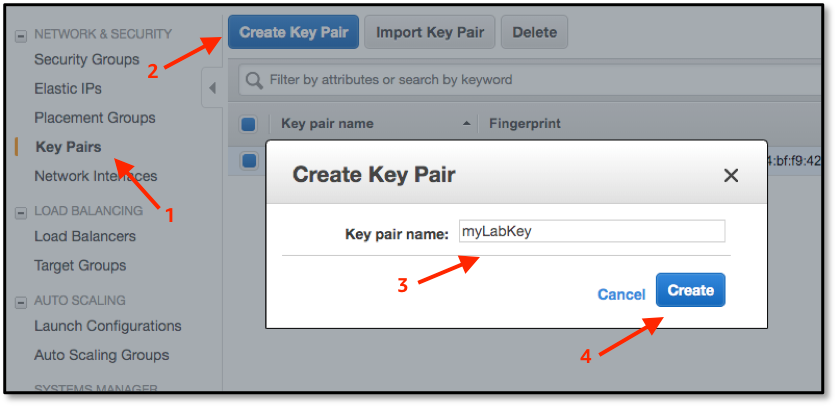 NETWORK & SECURITY
Security Groups
Elastic IPs
Placement Groups
Key Pairs
Network Interfaces
LOAD BALANCING
Load Balancers
Target Groups
AUTO SCALING
Launch Configurations
Auto Scaling Groups
SYSTEMS MANAGER
1
2
Create Key Pair Import Key Pair Delete
Filter by attributes or search by keyword
Key pair name Fingerprint
4:bf:f9:42
Create Key Pair
Key pair name: myLabKey
3
Cancel Create
4